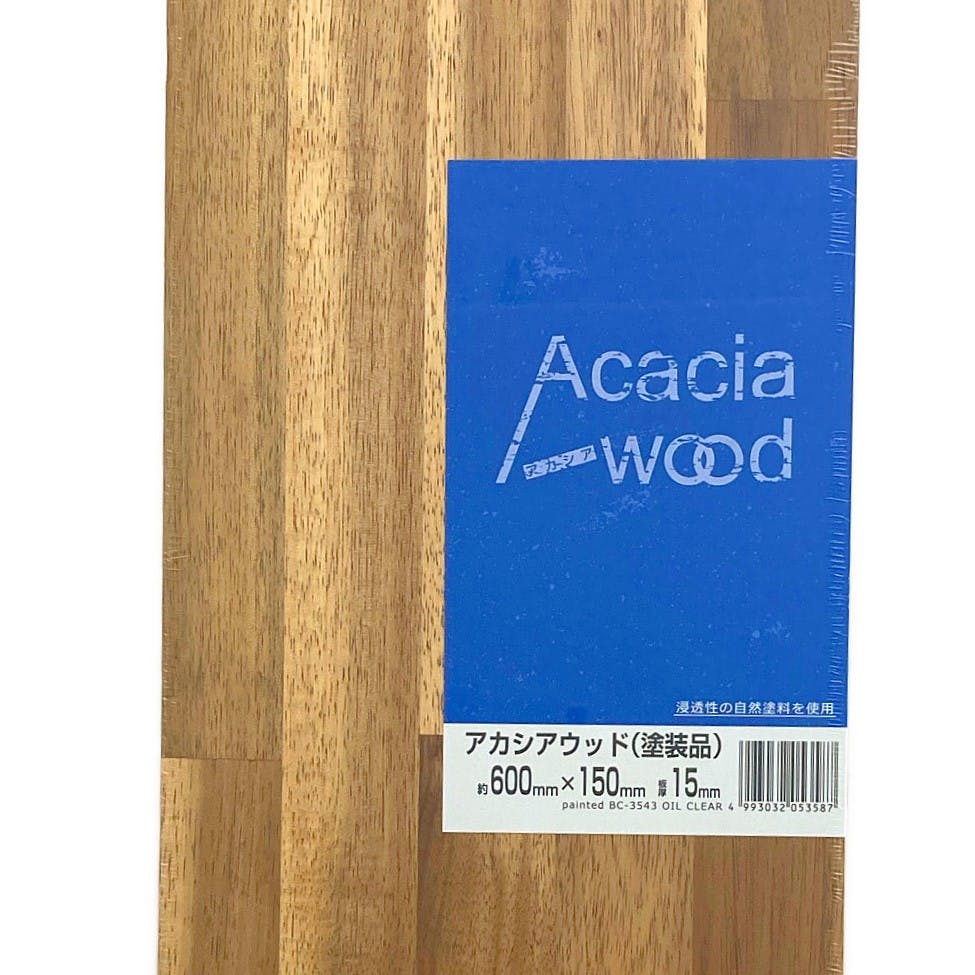 Acacia
アカシア wood
浸透性の自然塗料を使用
アカシアウッド(塗装品)
約600mm×150mm 板厚15mm
painted BC-3543 OIL CLEAR
4 993032 053587